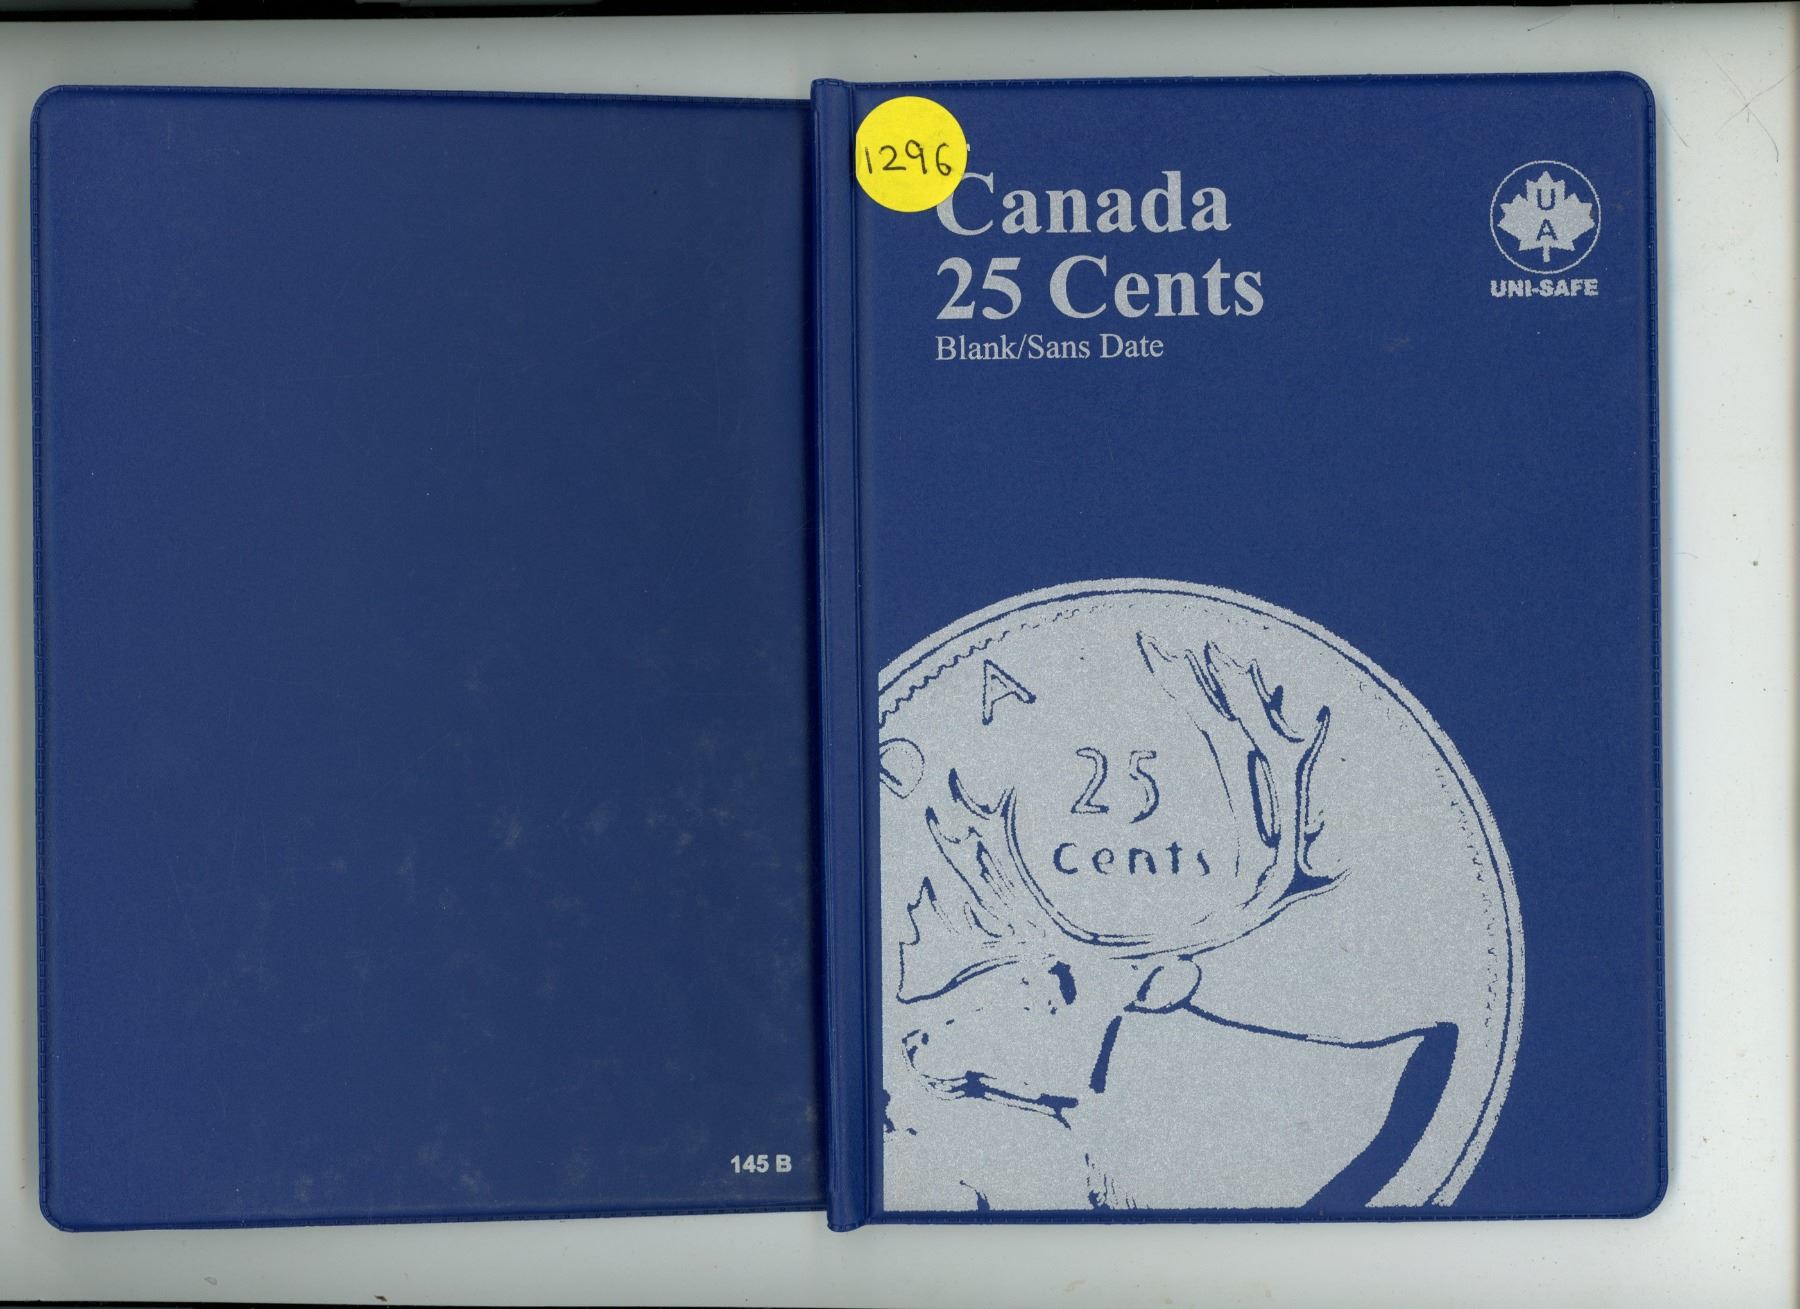 1296
Canada
25 Cents
Blank/Sans Date
U
A
UNI-SAFE
D A
25
cents
145 B